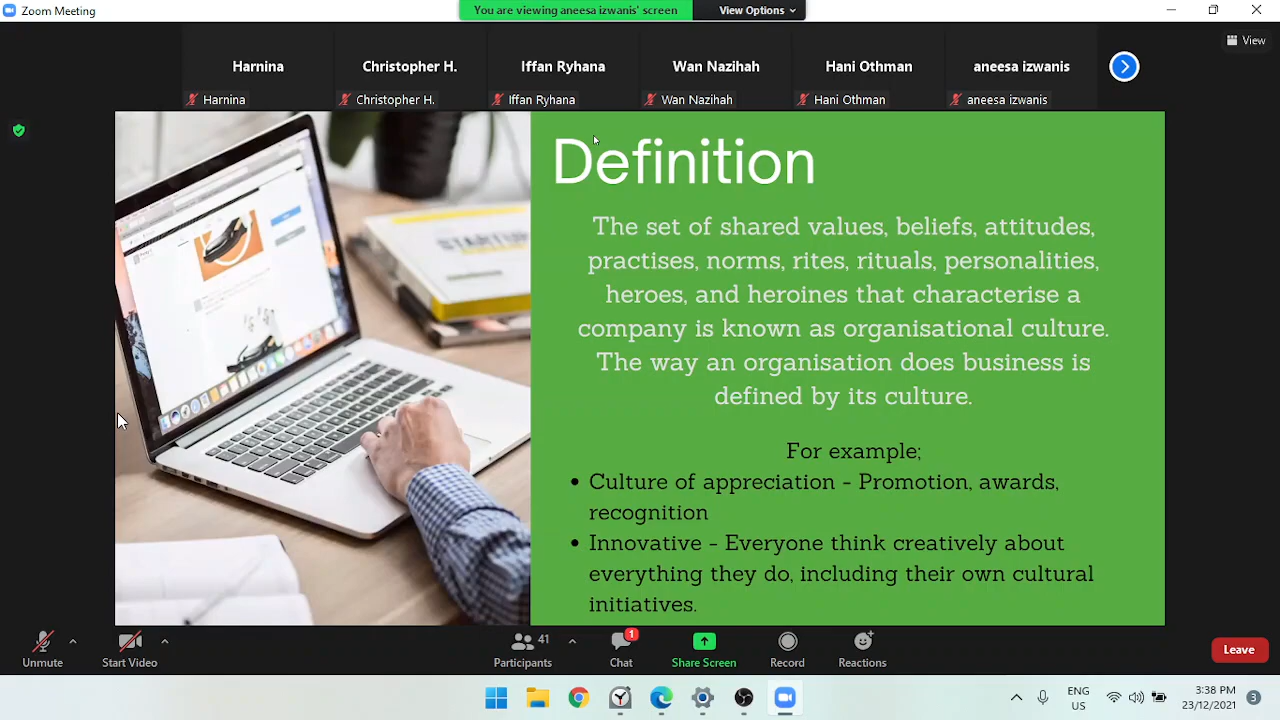 Zoom Meeting
You are viewing aneesa izwanis' screen
View Options
View
Harnina
Christopher H.
Iffan Ryhana
Wan Nazihah
Hani Othman
aneesa izwanis
Harnina
Christopher H.
Iffan Ryhana
Wan Nazihah
Hani Othman
aneesa izwanis
STARTUP
Definition
The set of shared values, beliefs, attitudes,
practises, norms, rites, rituals, personalities,
heroes, and heroines that characterise a
company is known as organisational culture.
The way an organisation does business is
defined by its culture.
For example;
• Culture of appreciation - Promotion, awards,
recognition
• Innovative - Everyone think creatively about
everything they do, including their own cultural
initiatives.
Unmute
Start Video
41
Participants
1
Chat
Share Screen
Record
Reactions
Leave
ENG
US
3:38 PM
23/12/2021
3